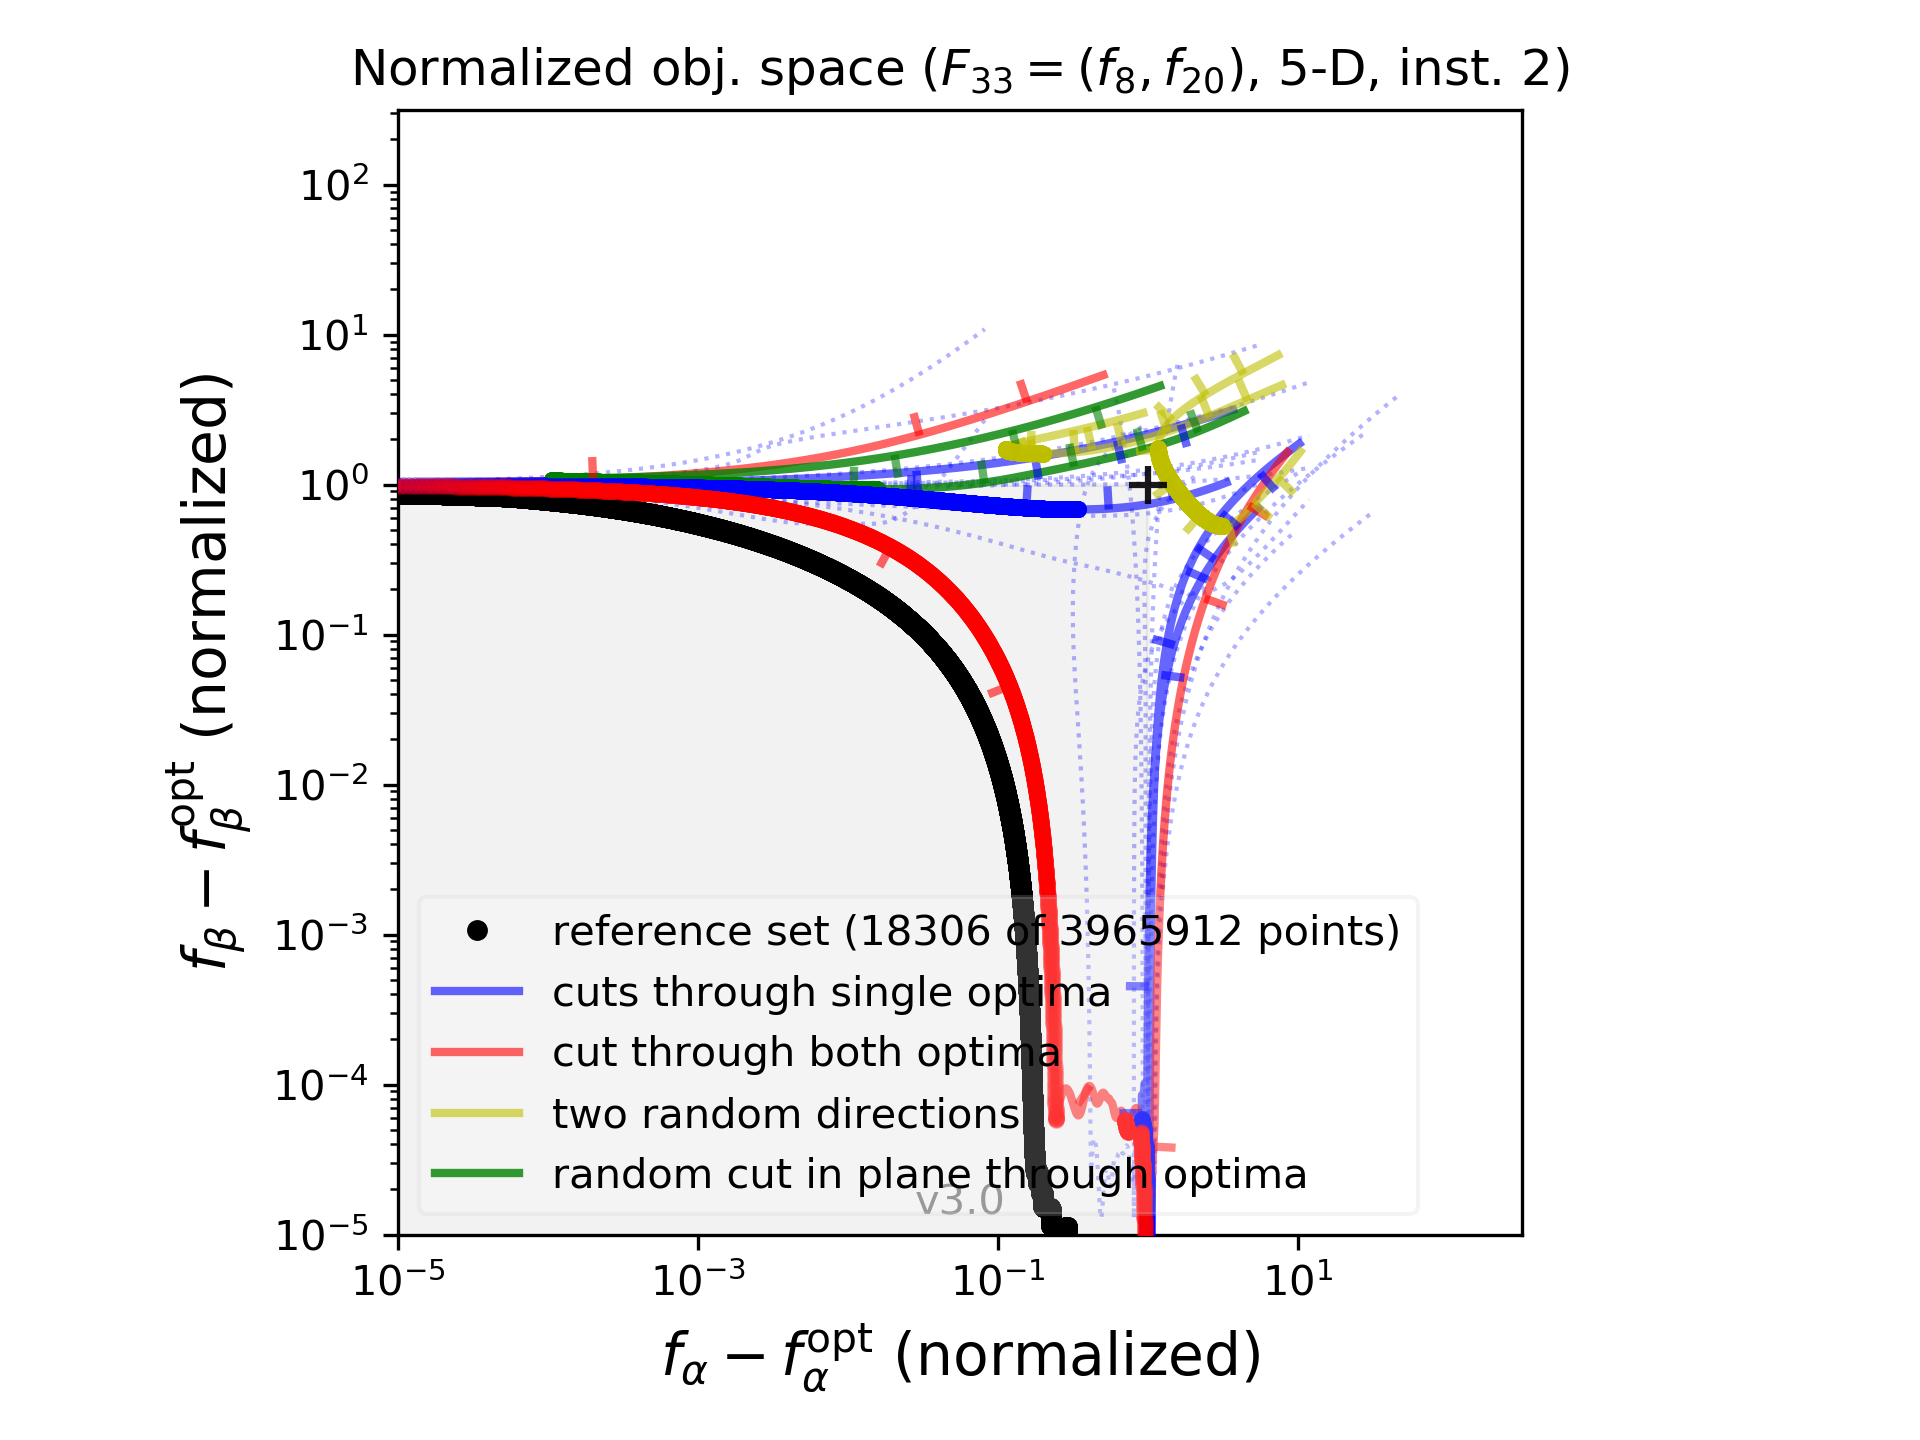 Normalized obj. space (F₃₃ = (f₈, f₂₀), 5-D, inst. 2)
10²
10¹
10⁰
10⁻¹
10⁻²
10⁻³
10⁻⁴
10⁻⁵
f_β − f_β^opt (normalized)
reference set (18306 of 3965912 points)
cuts through single optima
cut through both optima
two random directions
random cut in plane through optima
v3.0
10⁻⁵ 10⁻³ 10⁻¹ 10¹
f_α − f_α^opt (normalized)